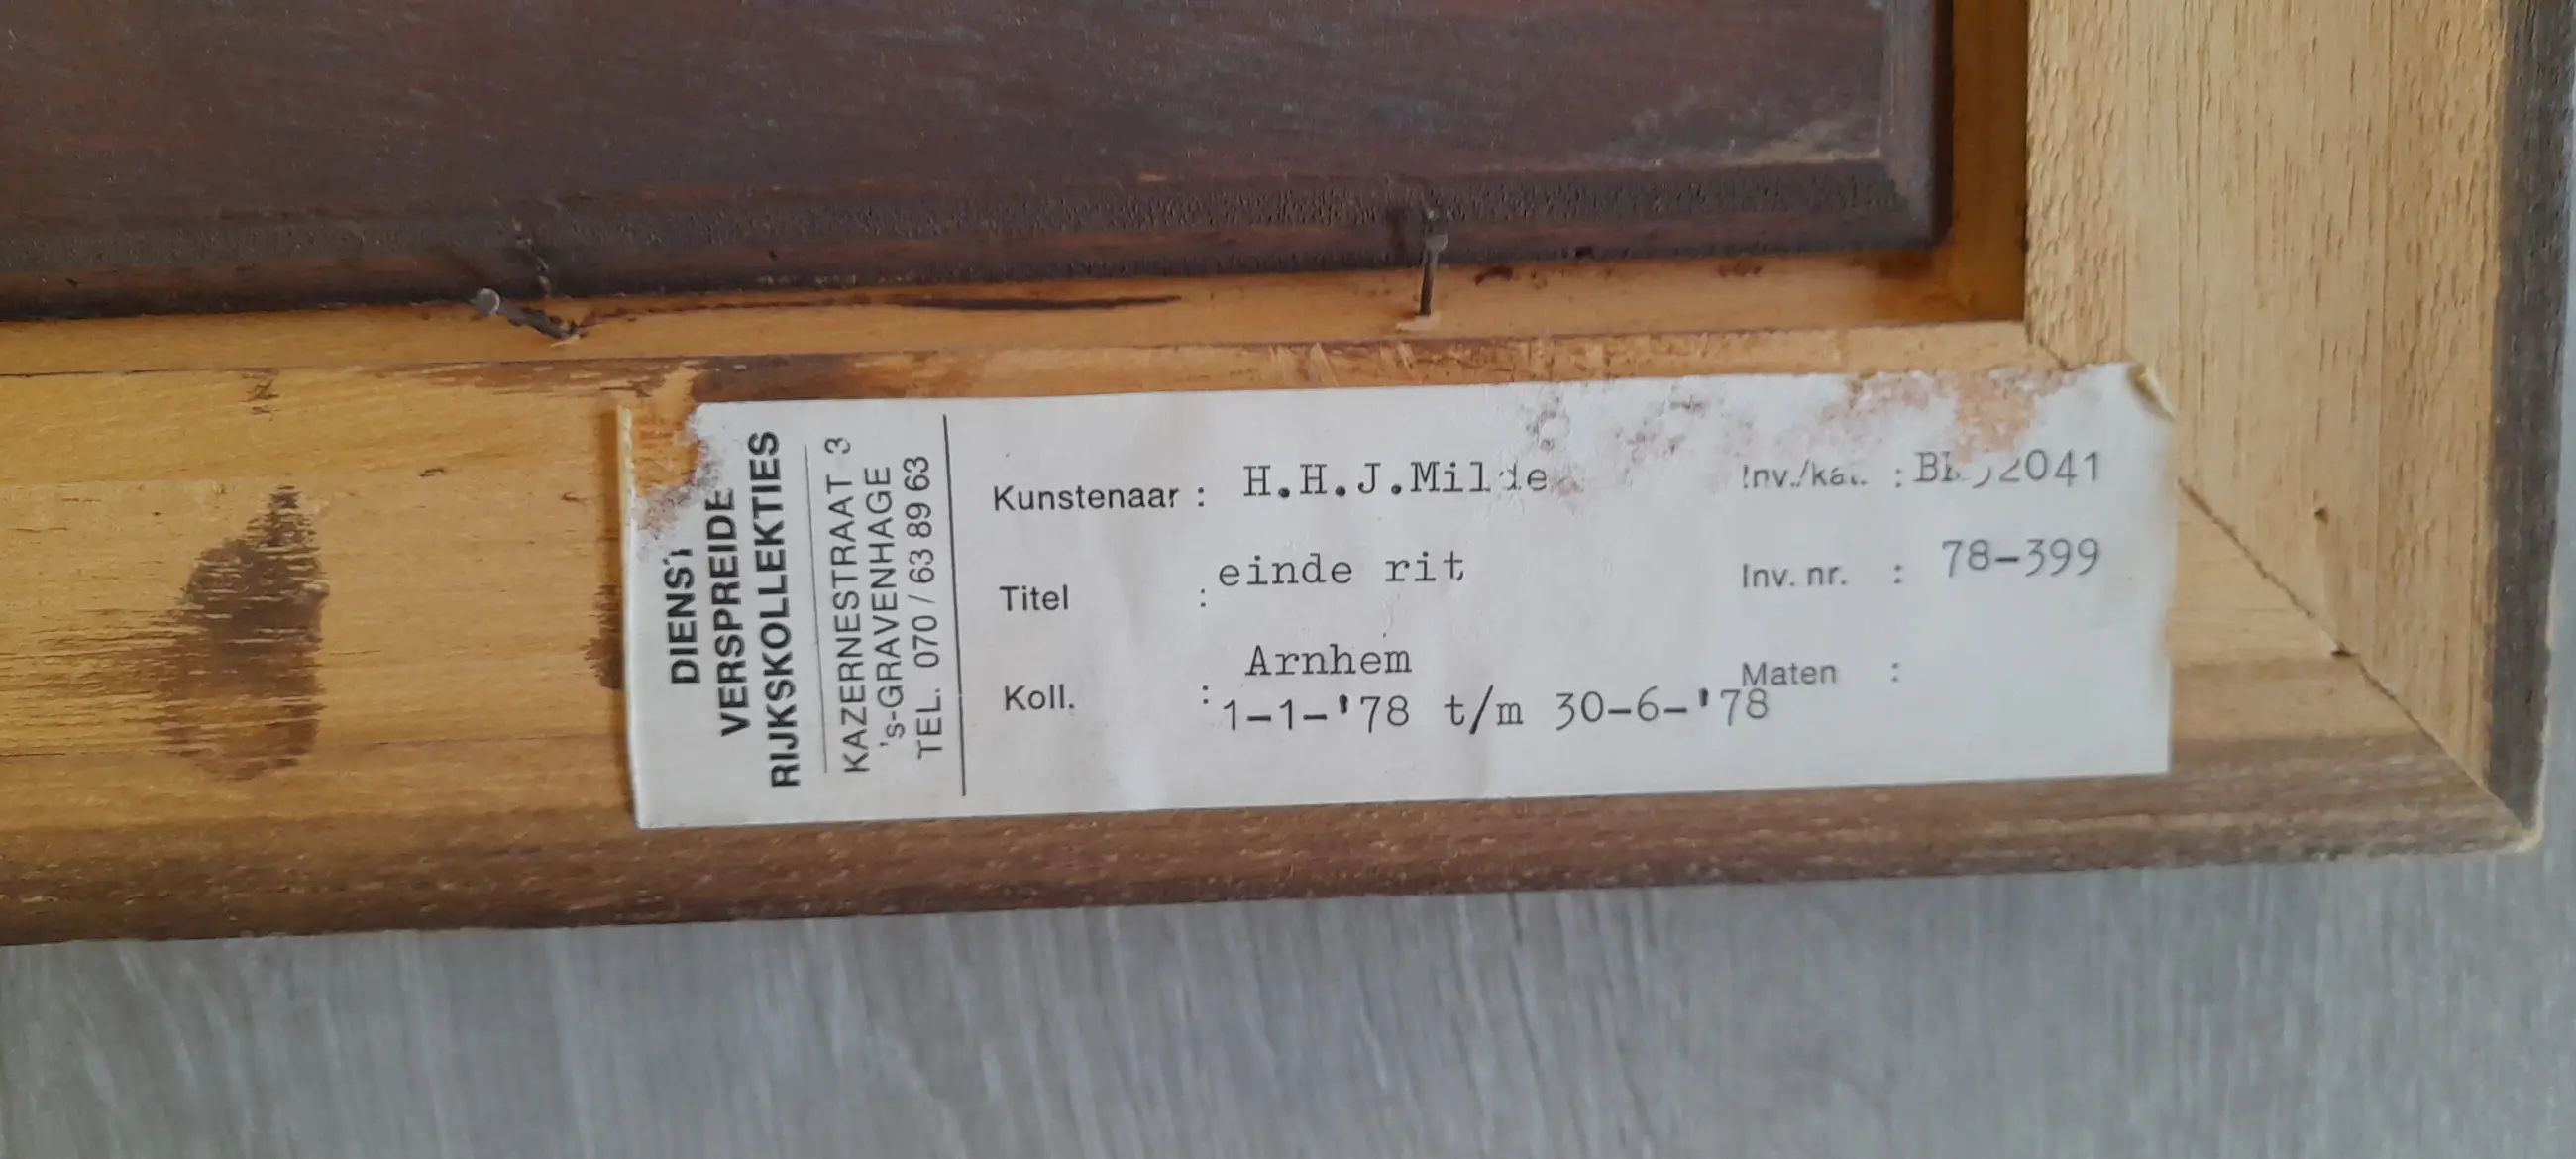 DIENST
VERSPREIDE
RIJKSKOLLEKTIES
KAZERNESTRAAT 3
's-GRAVENHAGE
TEL. 070 / 63 89 63
Kunstenaar : H.H.J.Milde
Titel : einde rit
Koll. : Arnhem
1-1-'78 t/m 30-6-'78
Inv./kat. :
Inv. nr. : 78-399
Maten :